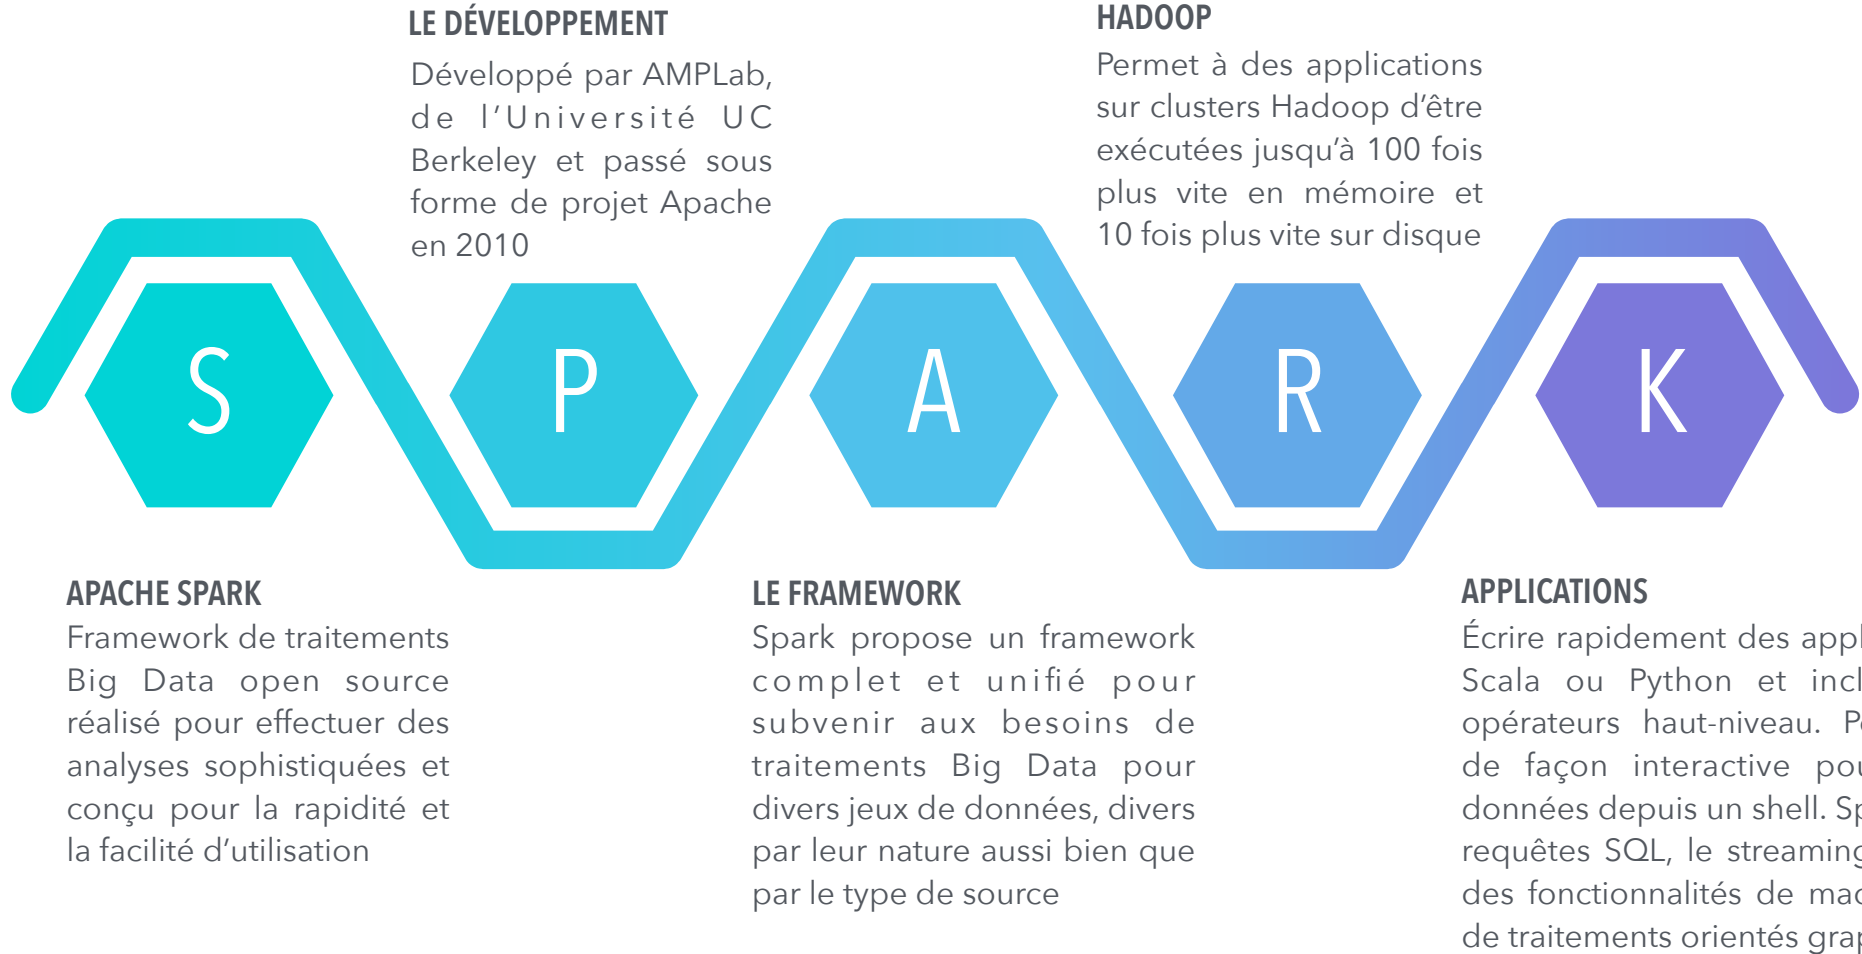 LE DÉVELOPPEMENT
Développé par AMPLab,
de l’Université UC
Berkeley et passé sous
forme de projet Apache
en 2010
HADOOP
Permet à des applications
sur clusters Hadoop d’être
exécutées jusqu’à 100 fois
plus vite en mémoire et
10 fois plus vite sur disque
S
P
A
R
K
APACHE SPARK
Framework de traitements
Big Data open source
réalisé pour effectuer des
analyses sophistiquées et
conçu pour la rapidité et
la facilité d’utilisation
LE FRAMEWORK
Spark propose un framework
complet et unifié pour
subvenir aux besoins de
traitements Big Data pour
divers jeux de données, divers
par leur nature aussi bien que
par le type de source
APPLICATIONS
Écrire rapidement des
Scala ou Python et
opérateurs haut-niveau.
de façon interactive
données depuis un shell.
requêtes SQL, le streaming
des fonctionnalités de
de traitements orientés